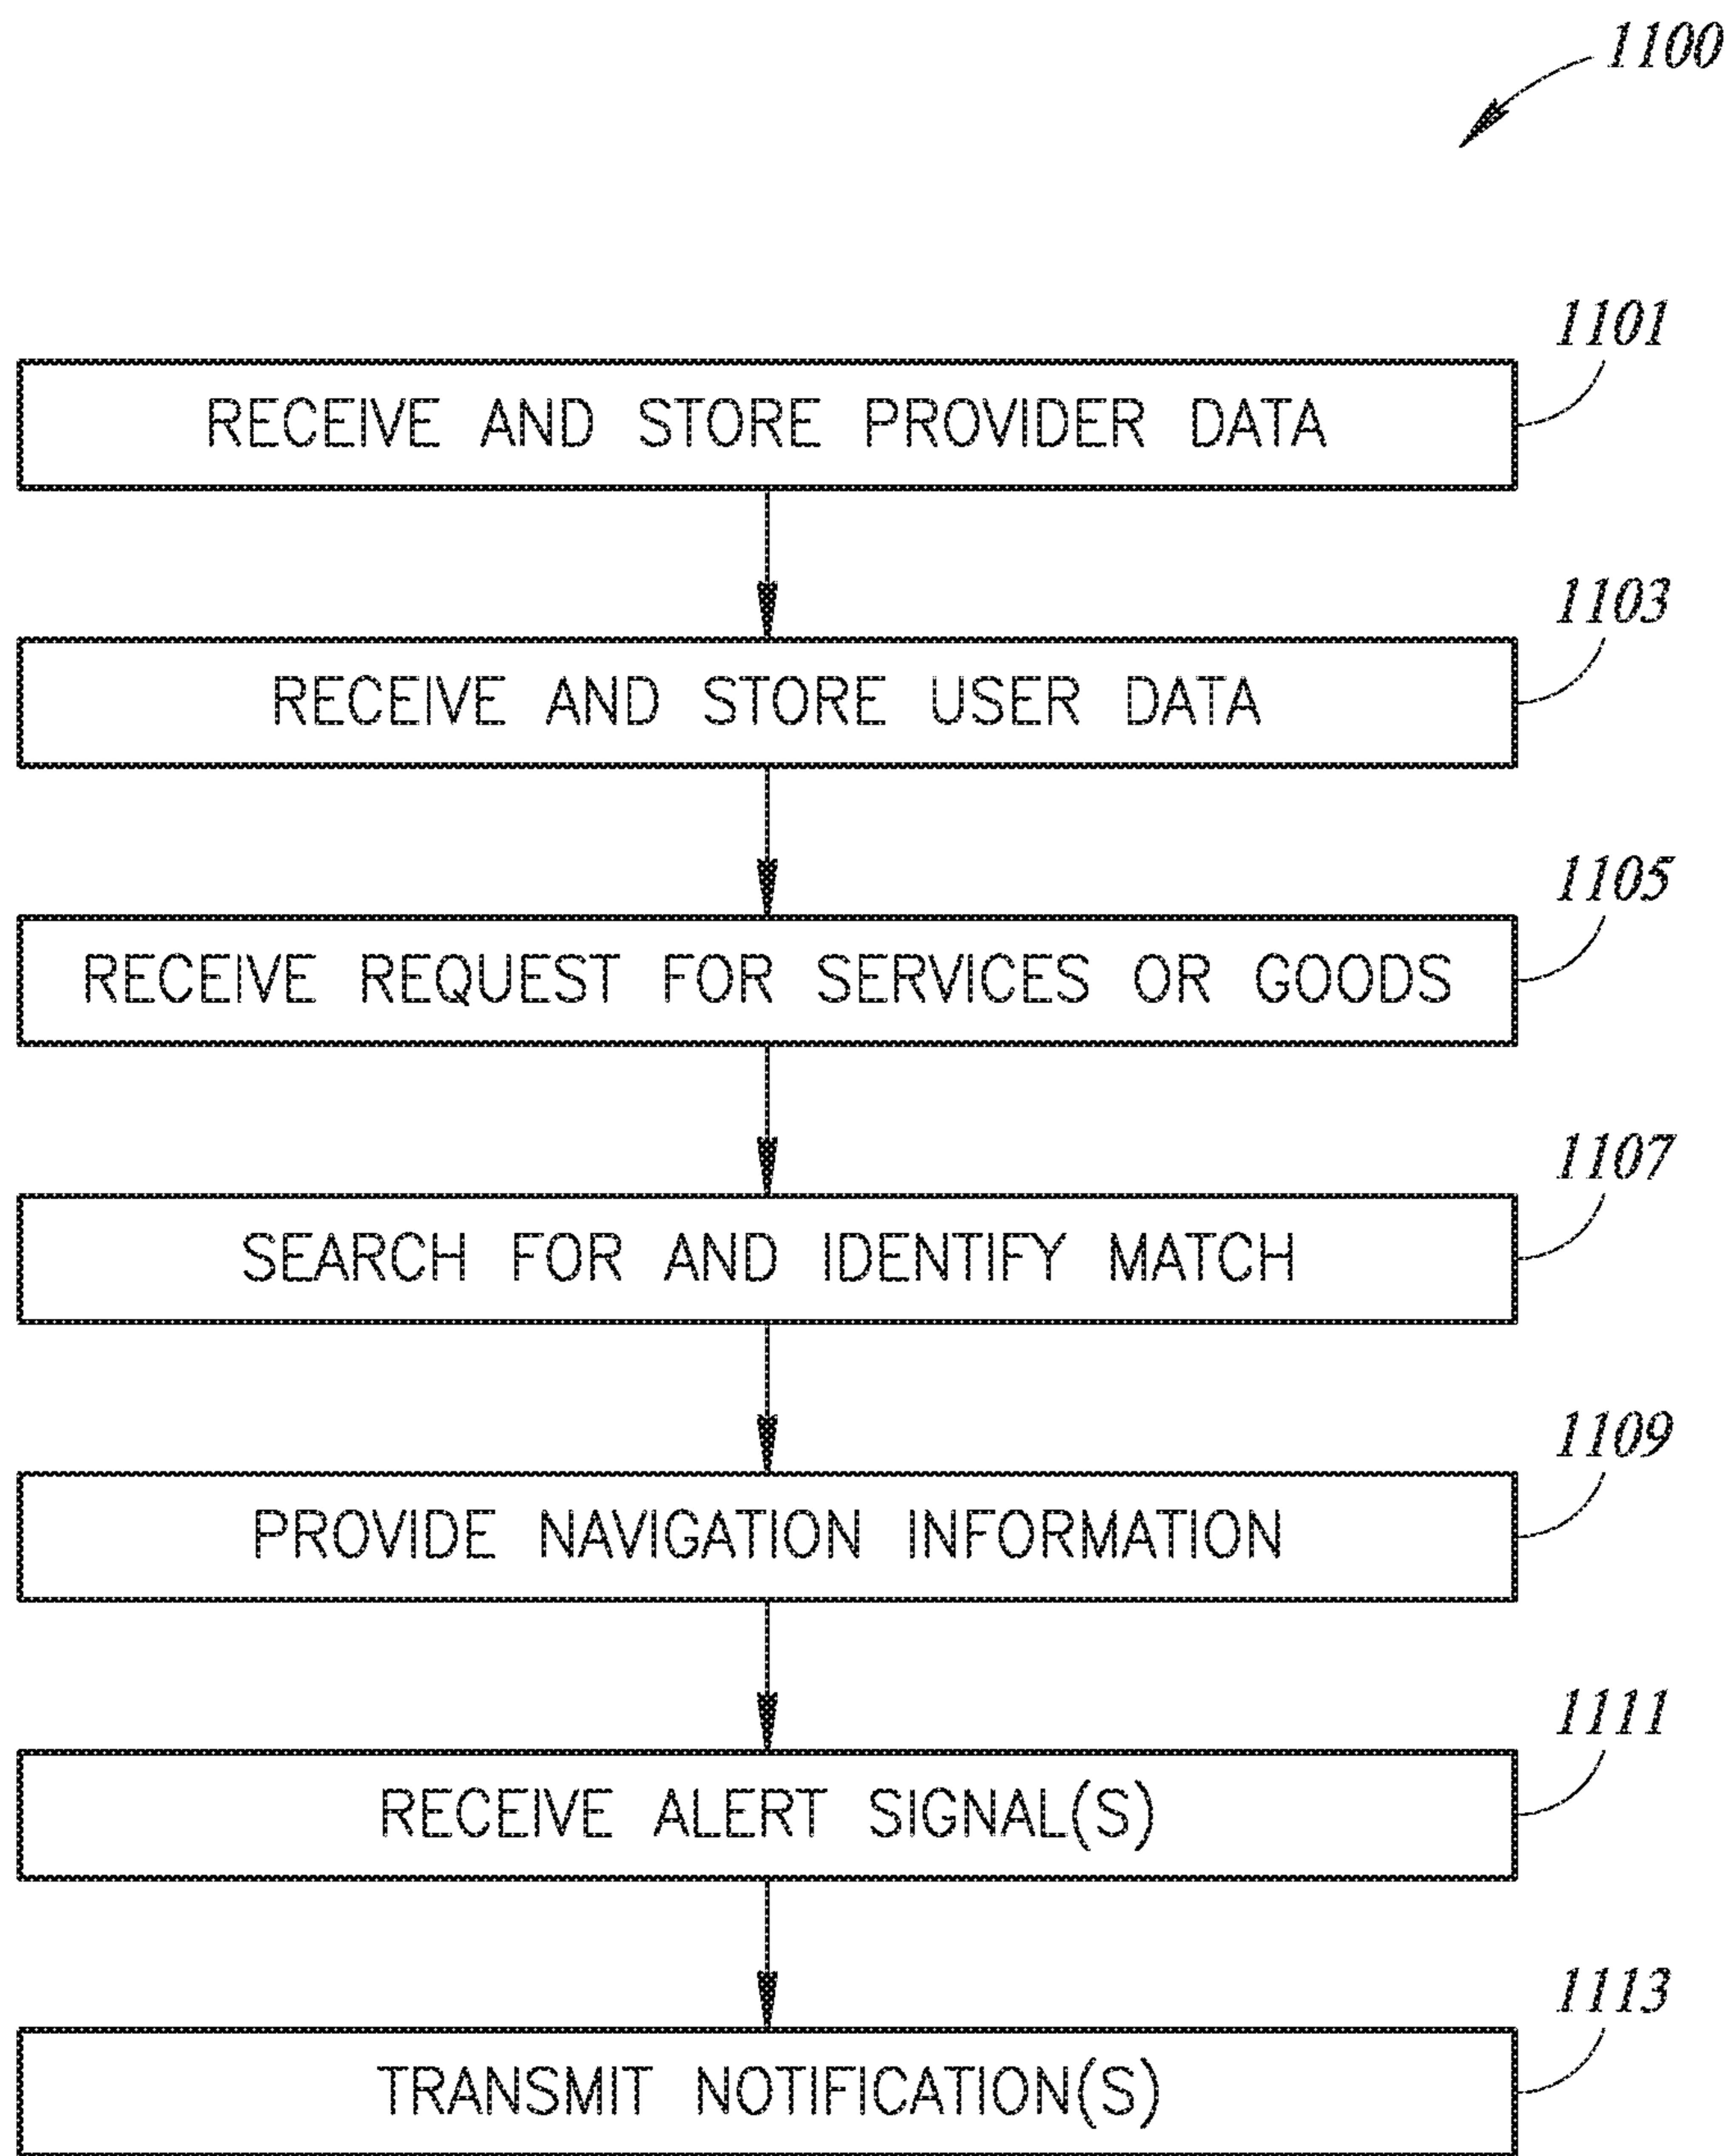 1100
1101
RECEIVE AND STORE PROVIDER DATA
1103
RECEIVE AND STORE USER DATA
1105
RECEIVE REQUEST FOR SERVICES OR GOODS
1107
SEARCH FOR AND IDENTIFY MATCH
1109
PROVIDE NAVIGATION INFORMATION
1111
RECEIVE ALERT SIGNAL(S)
1113
TRANSMIT NOTIFICATION(S)